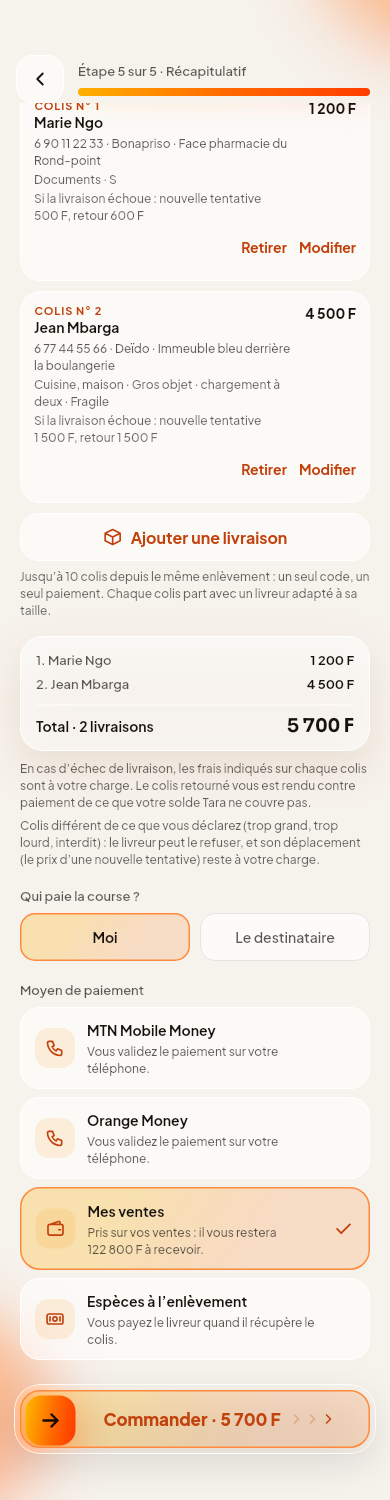 Étape 5 sur 5 · Récapitulatif
COLIS N° 1
1 200 F
Marie Ngo
6 90 11 22 33 · Bonapriso · Face pharmacie du
Rond-point
Documents · S
Si la livraison échoue : nouvelle tentative
500 F, retour 600 F
Retirer Modifier
COLIS N° 2
4 500 F
Jean Mbarga
6 77 44 55 66 · Deïdo · Immeuble bleu derrière
la boulangerie
Cuisine, maison · Gros objet · chargement à
deux · Fragile
Si la livraison échoue : nouvelle tentative
1 500 F, retour 1 500 F
Retirer Modifier
Ajouter une livraison
Jusqu’à 10 colis depuis le même enlèvement : un seul code, un
seul paiement. Chaque colis part avec un livreur adapté à sa
taille.
1. Marie Ngo 1 200 F
2. Jean Mbarga 4 500 F
Total · 2 livraisons 5 700 F
En cas d’échec de livraison, les frais indiqués sur chaque colis
sont à votre charge. Le colis retourné vous est rendu contre
paiement de ce que votre solde Tara ne couvre pas.
Colis différent de ce que vous déclarez (trop grand, trop
lourd, interdit) : le livreur peut le refuser, et son déplacement
(le prix d’une nouvelle tentative) reste à votre charge.
Qui paie la course ?
Moi Le destinataire
Moyen de paiement
MTN Mobile Money
Vous validez le paiement sur votre
téléphone.
Orange Money
Vous validez le paiement sur votre
téléphone.
Mes ventes
Pris sur vos ventes : il vous restera
122 800 F à recevoir.
Espèces à l’enlèvement
Vous payez le livreur quand il récupère le
colis.
Commander · 5 700 F